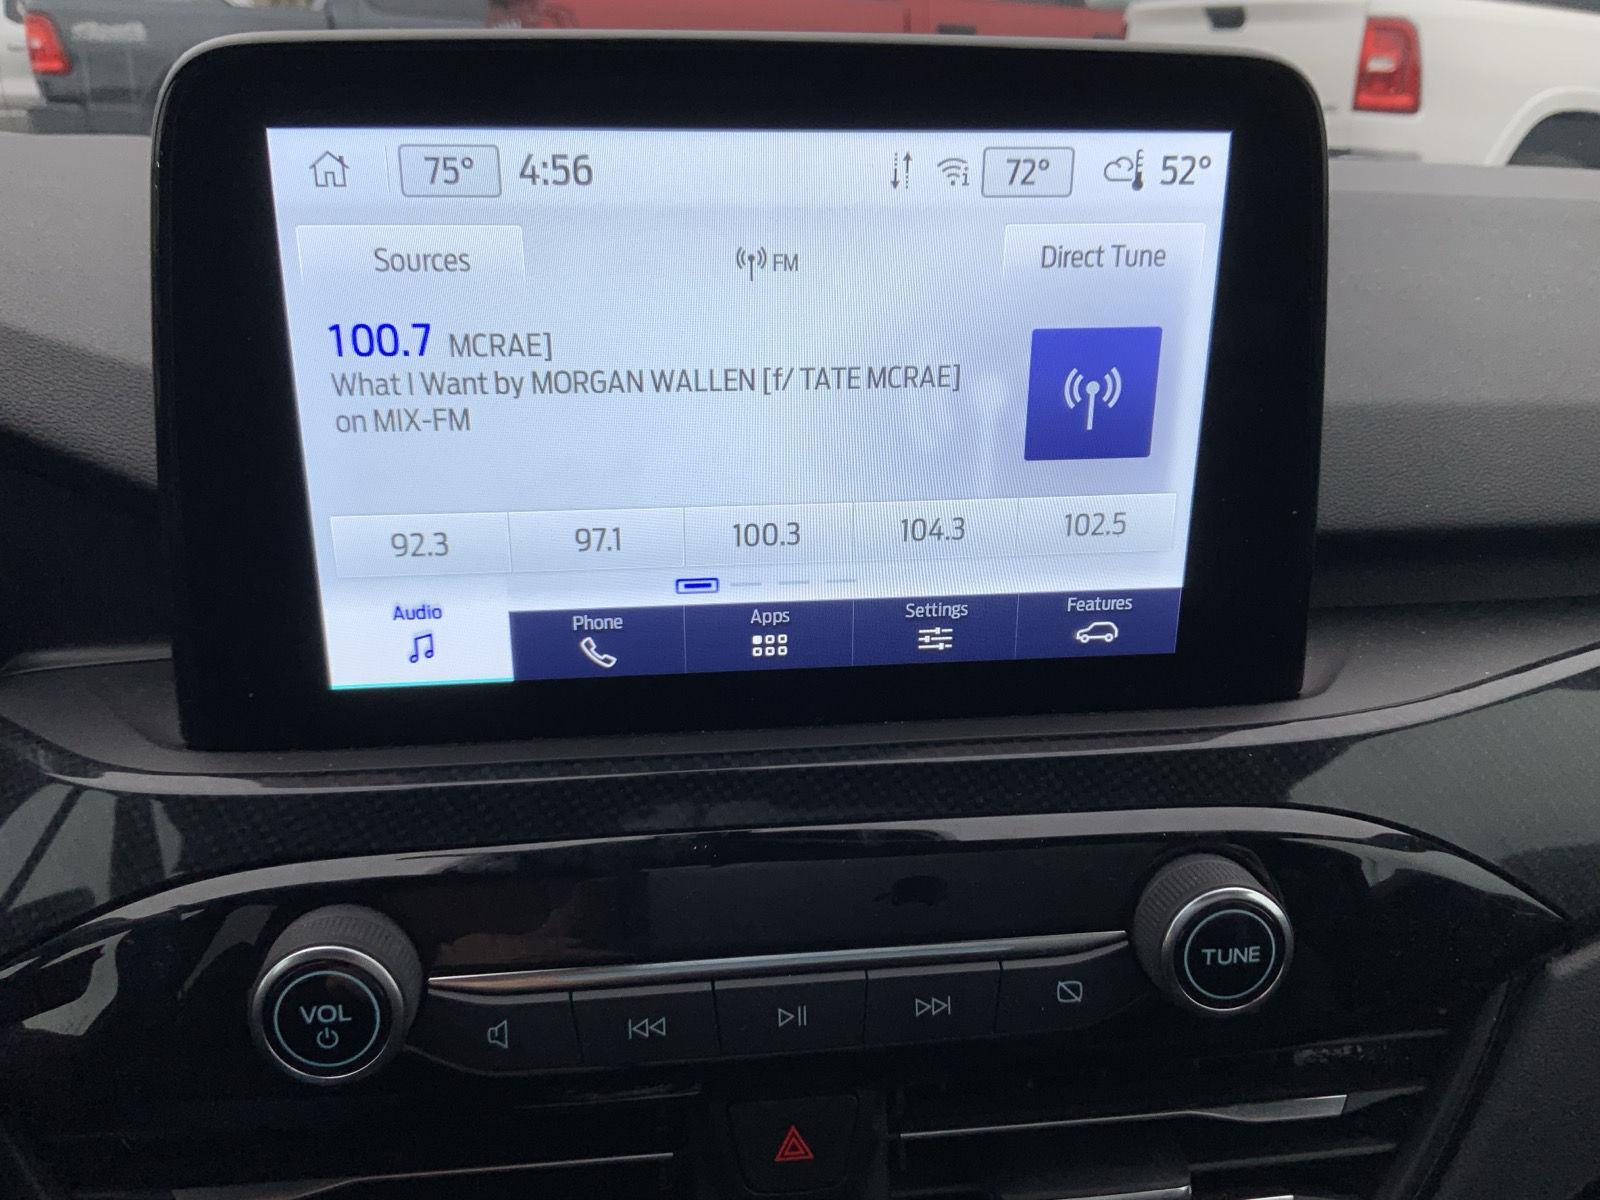 75° 4:56 72° 52°
Sources FM Direct Tune
100.7 MCRAE]
What I Want by MORGAN WALLEN [f/ TATE MCRAE]
on MIX-FM
92.3 97.1 100.3 104.3 102.5
Audio Phone Apps Settings Features
VOL TUNE